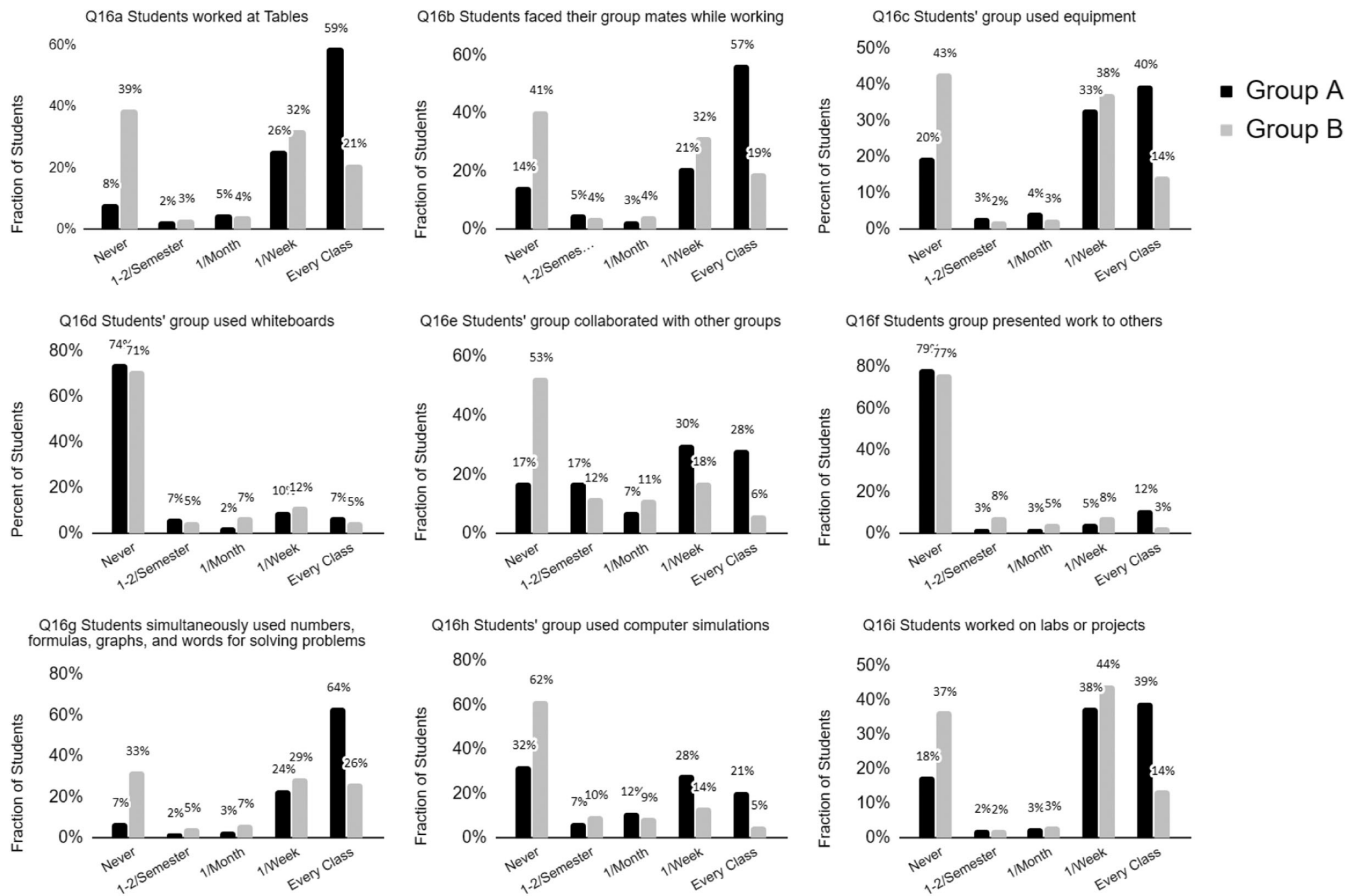 Q16a Students worked at Tables
Fraction of Students
60%
40%
20%
0%
8%
39%
2%
3%
5%
4%
26%
32%
59%
21%
Never
1-2/Semester
1/Month
1/Week
Every Class
Q16b Students faced their group mates while working
Fraction of Students
60%
40%
20%
0%
14%
41%
5%
4%
3%
4%
21%
32%
57%
19%
Never
1-2/Semes...
1/Month
1/Week
Every Class
Q16c Students' group used equipment
Percent of Students
50%
40%
30%
20%
10%
0%
20%
43%
3%
2%
4%
3%
33%
38%
40%
14%
Never
1-2/Semester
1/Month
1/Week
Every Class
Group A
Group B
Q16d Students' group used whiteboards
Percent of Students
80%
60%
40%
20%
0%
74%
71%
7%
5%
2%
7%
10%
12%
7%
5%
Never
1-2/Semester
1/Month
1/Week
Every Class
Q16e Students' group collaborated with other groups
Fraction of Students
60%
40%
20%
0%
17%
53%
17%
12%
7%
11%
30%
18%
28%
6%
Never
1-2/Semester
1/Month
1/Week
Every Class
Q16f Students group presented work to others
Fraction of Students
80%
60%
40%
20%
0%
79%
77%
3%
8%
3%
5%
5%
8%
12%
3%
Never
1-2/Semester
1/Month
1/Week
Every Class
Q16g Students simultaneously used numbers,
formulas, graphs, and words for solving problems
Fraction of Students
80%
60%
40%
20%
0%
7%
33%
2%
5%
3%
7%
24%
29%
64%
26%
Never
1-2/Semester
1/Month
1/Week
Every Class
Q16h Students' group used computer simulations
Fraction of Students
80%
60%
40%
20%
0%
32%
62%
7%
10%
12%
9%
28%
14%
21%
5%
Never
1-2/Semester
1/Month
1/Week
Every Class
Q16i Students worked on labs or projects
Fraction of Students
50%
40%
30%
20%
10%
0%
18%
37%
2%
2%
3%
3%
38%
44%
39%
14%
Never
1-2/Semester
1/Month
1/Week
Every Class